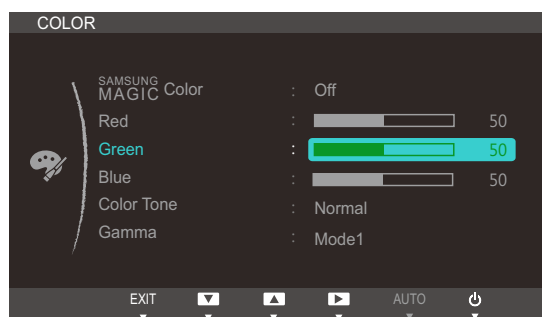 COLOR
SAMSUNG MAGIC Color : Off
Red : 50
Green : 50
Blue : 50
Color Tone : Normal
Gamma : Mode1
EXIT AUTO